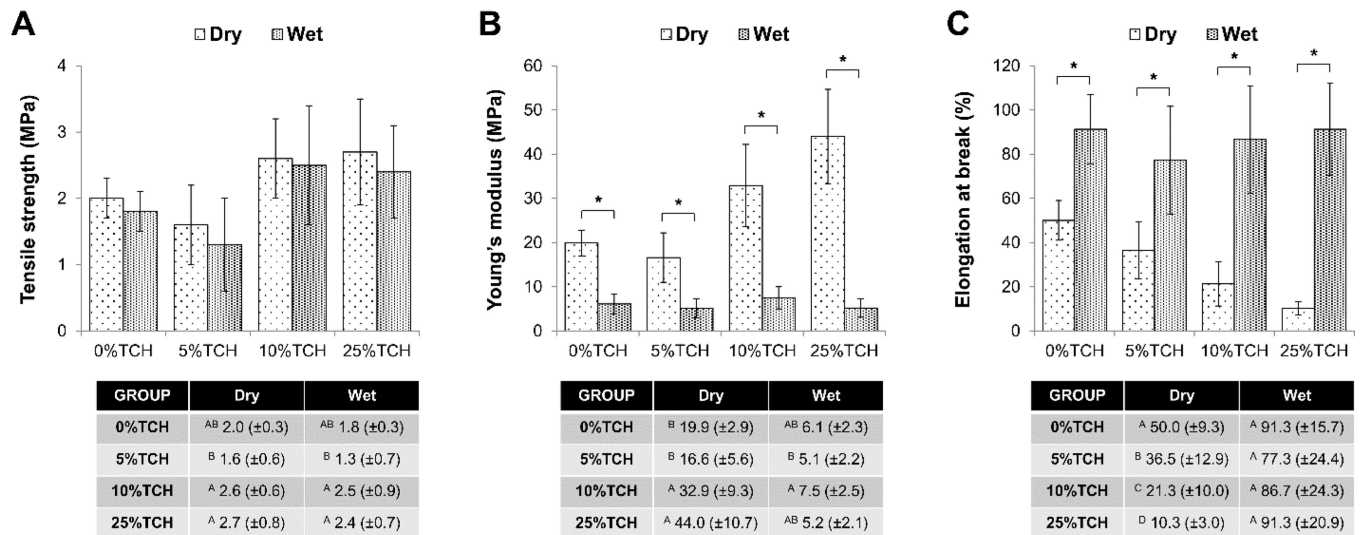 A
Dry Wet
Tensile strength (MPa)
4
3
2
1
0
0%TCH 5%TCH 10%TCH 25%TCH
GROUP Dry Wet
0%TCH AB 2.0 (±0.3) AB 1.8 (±0.3)
5%TCH B 1.6 (±0.6) B 1.3 (±0.7)
10%TCH A 2.6 (±0.6) A 2.5 (±0.9)
25%TCH A 2.7 (±0.8) A 2.4 (±0.7)
B
Dry Wet
Young's modulus (MPa)
60
50
40
30
20
10
0
* * * *
0%TCH 5%TCH 10%TCH 25%TCH
GROUP Dry Wet
0%TCH B 19.9 (±2.9) AB 6.1 (±2.3)
5%TCH B 16.6 (±5.6) B 5.1 (±2.2)
10%TCH A 32.9 (±9.3) A 7.5 (±2.5)
25%TCH A 44.0 (±10.7) AB 5.2 (±2.1)
C
Dry Wet
Elongation at break (%)
120
100
80
60
40
20
0
* * * *
0%TCH 5%TCH 10%TCH 25%TCH
GROUP Dry Wet
0%TCH A 50.0 (±9.3) A 91.3 (±15.7)
5%TCH B 36.5 (±12.9) A 77.3 (±24.4)
10%TCH C 21.3 (±10.0) A 86.7 (±24.3)
25%TCH D 10.3 (±3.0) A 91.3 (±20.9)